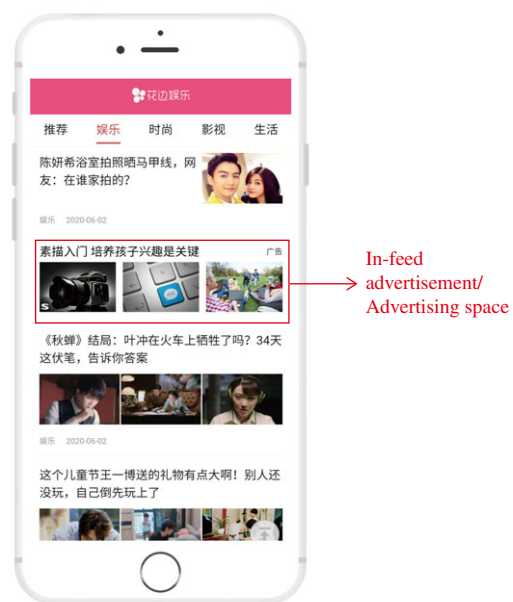 花边娱乐
推荐 娱乐 时尚 影视 生活
陈妍希浴室拍照晒马甲线，网
友：在谁家拍的？
娱乐 2020-06-02
素描入门 培养孩子兴趣是关键 广告
In-feed
advertisement/
Advertising space
《秋蝉》结局：叶冲在火车上牺牲了吗？34天
这伏笔，告诉你答案
娱乐 2020-06-02
这个儿童节王一博送的礼物有点大啊！别人还
没玩，自己倒先玩上了